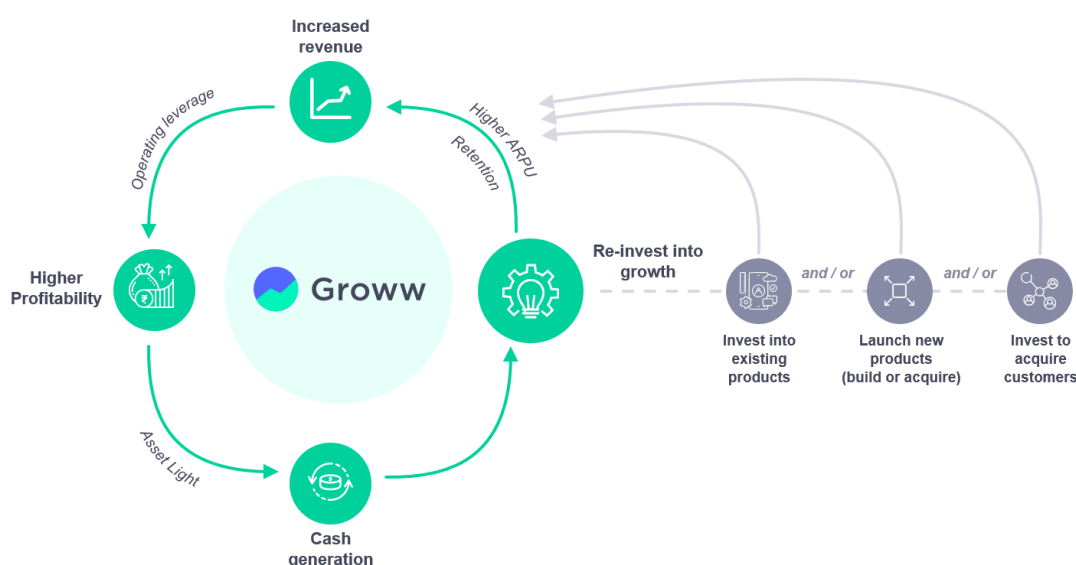 Increased
revenue
Operating leverage
Higher ARPU
Retention
Higher
Profitability
₹
Groww
Re-invest into
growth
and / or
and / or
Invest into
existing
products
Launch new
products
(build or acquire)
Invest to
acquire
customers
Asset Light
Cash
generation